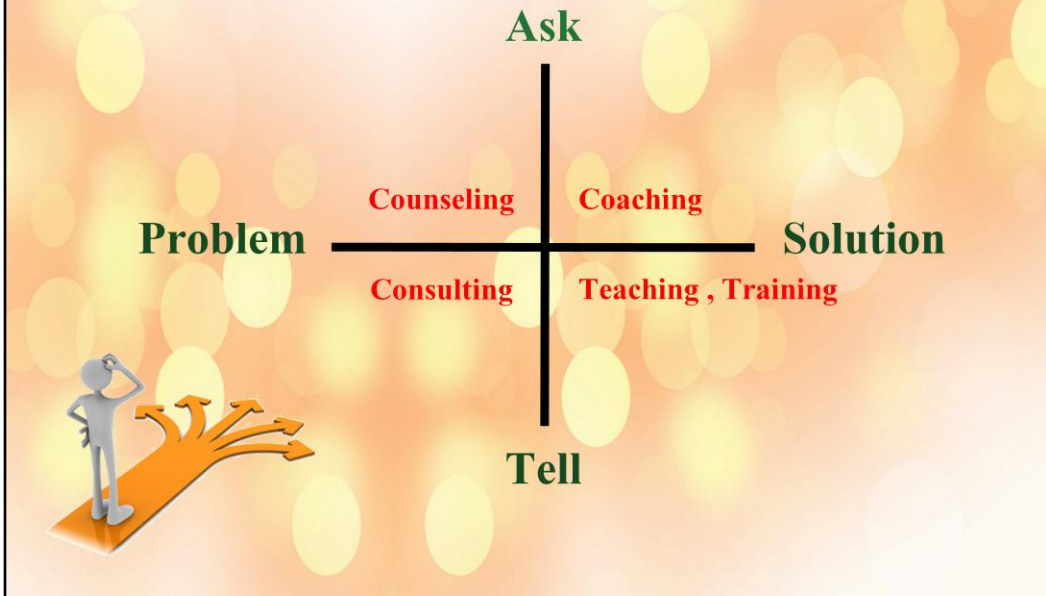 Ask
Counseling
Coaching
Problem
Solution
Consulting
Teaching , Training
Tell